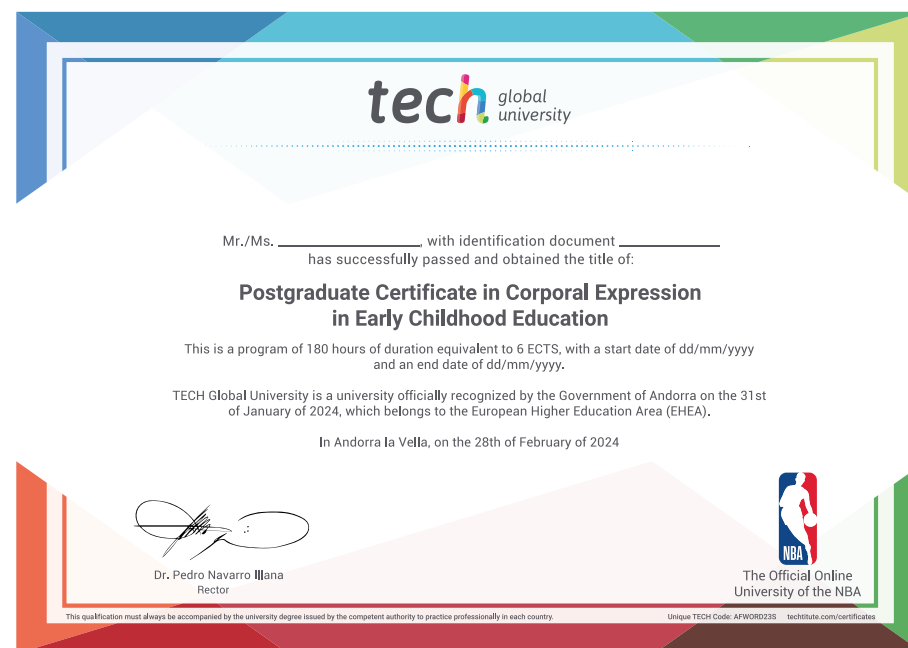 tech global
university
Mr./Ms. ____________, with identification document ____________
has successfully passed and obtained the title of:
Postgraduate Certificate in Corporal Expression
in Early Childhood Education
This is a program of 180 hours of duration equivalent to 6 ECTS, with a start date of dd/mm/yyyy
and an end date of dd/mm/yyyy.
TECH Global University is a university officially recognized by the Government of Andorra on the 31st
of January of 2024, which belongs to the European Higher Education Area (EHEA).
In Andorra la Vella, on the 28th of February of 2024
Dr. Pedro Navarro Illana
Rector
NBA
The Official Online
University of the NBA
This qualification must always be accompanied by the university degree issued by the competent authority to practice professionally in each country.
Unique TECH Code: AFWORD23S techtitute.com/certificates